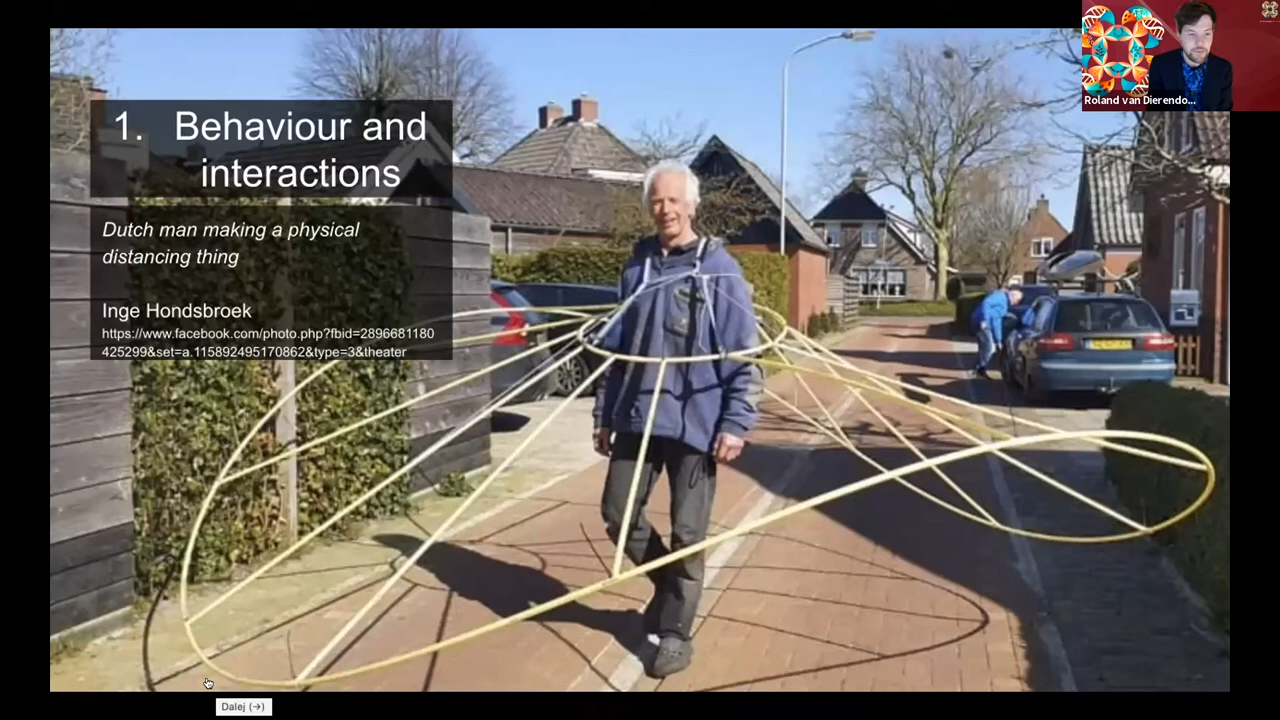 1. Behaviour and
interactions
Dutch man making a physical
distancing thing
Inge Hondsbroek
https://www.facebook.com/photo.php?fbid=2896681180
425299&set=a.115892495170862&type=3&theater
Roland van Dierendo...
Dalej (→)